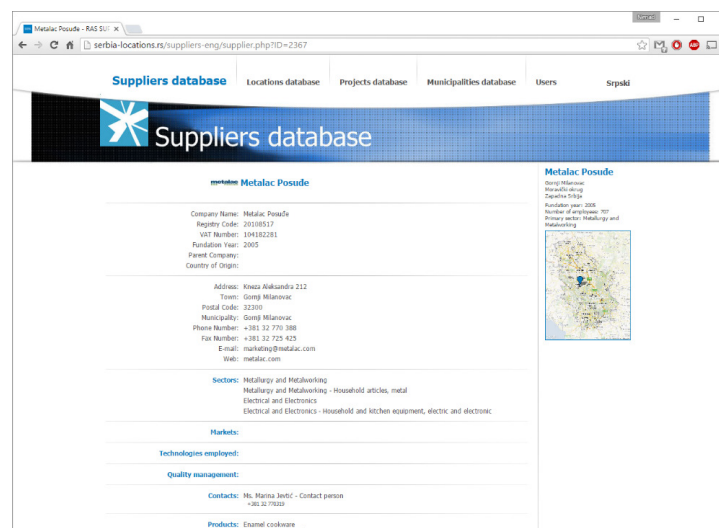 Metalac Posuđe - RAS SUP
serbia-locations.rs/suppliers-eng/supplier.php?ID=2367
Suppliers database
Locations database
Projects database
Municipalities database
Users
Srpski
Suppliers database
metalac Metalac Posuđe
Company Name: Metalac Posuđe
Registry Code: 20108517
VAT Number: 104182281
Fundation Year: 2005
Parent Company:
Country of Origin:
Address: Kneza Aleksandra 212
Town: Gornji Milanovac
Postal Code: 32300
Municipality: Gornji Milanovac
Phone Number: +381 32 770 388
Fax Number: +381 32 725 425
E-mail: marketing@metalac.com
Web: metalac.com
Sectors: Metallurgy and Metalworking
Metallurgy and Metalworking - Household articles, metal
Electrical and Electronics
Electrical and Electronics - Household and kitchen equipment, electric and electronic
Markets:
Technologies employed:
Quality management:
Contacts: Ms. Marina Jevtić - Contact person
+381 32 770319
Products: Enamel cookware
Metalac Posuđe
Gornji Milanovac
Moravički okrug
Zapadna Srbija
Fundation year: 2005
Number of employees: 707
Primary sector: Metallurgy and
Metalworking